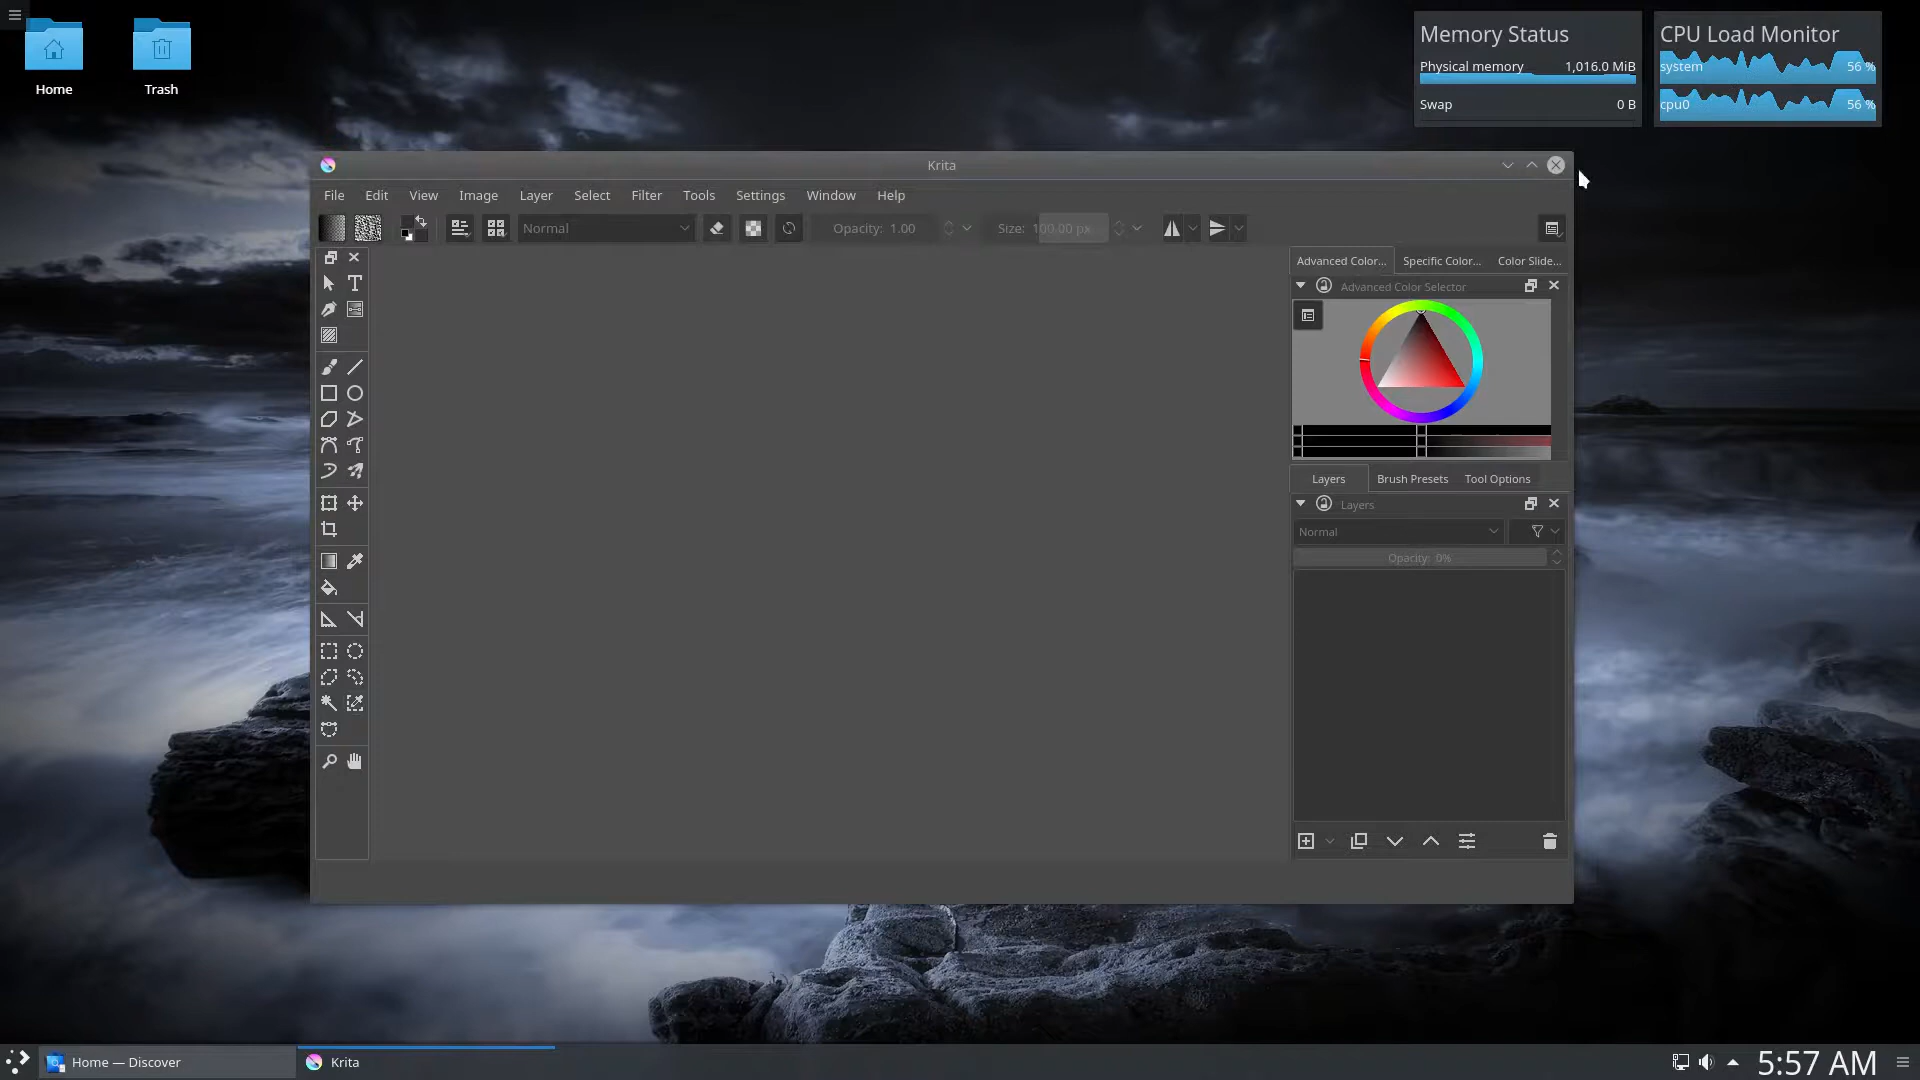 Home
Trash
Memory Status
Physical memory 1,016.0 MiB
Swap 0 B
CPU Load Monitor
system 56 %
cpu0 56 %
Krita
File Edit View Image Layer Select Filter Tools Settings Window Help
Normal Opacity: 1.00 Size: 100.00 px
Advanced Color... Specific Color... Color Slide...
Advanced Color Selector
Layers Brush Presets Tool Options
Layers
Normal
Opacity: 0%
Home — Discover Krita 5:57 AM